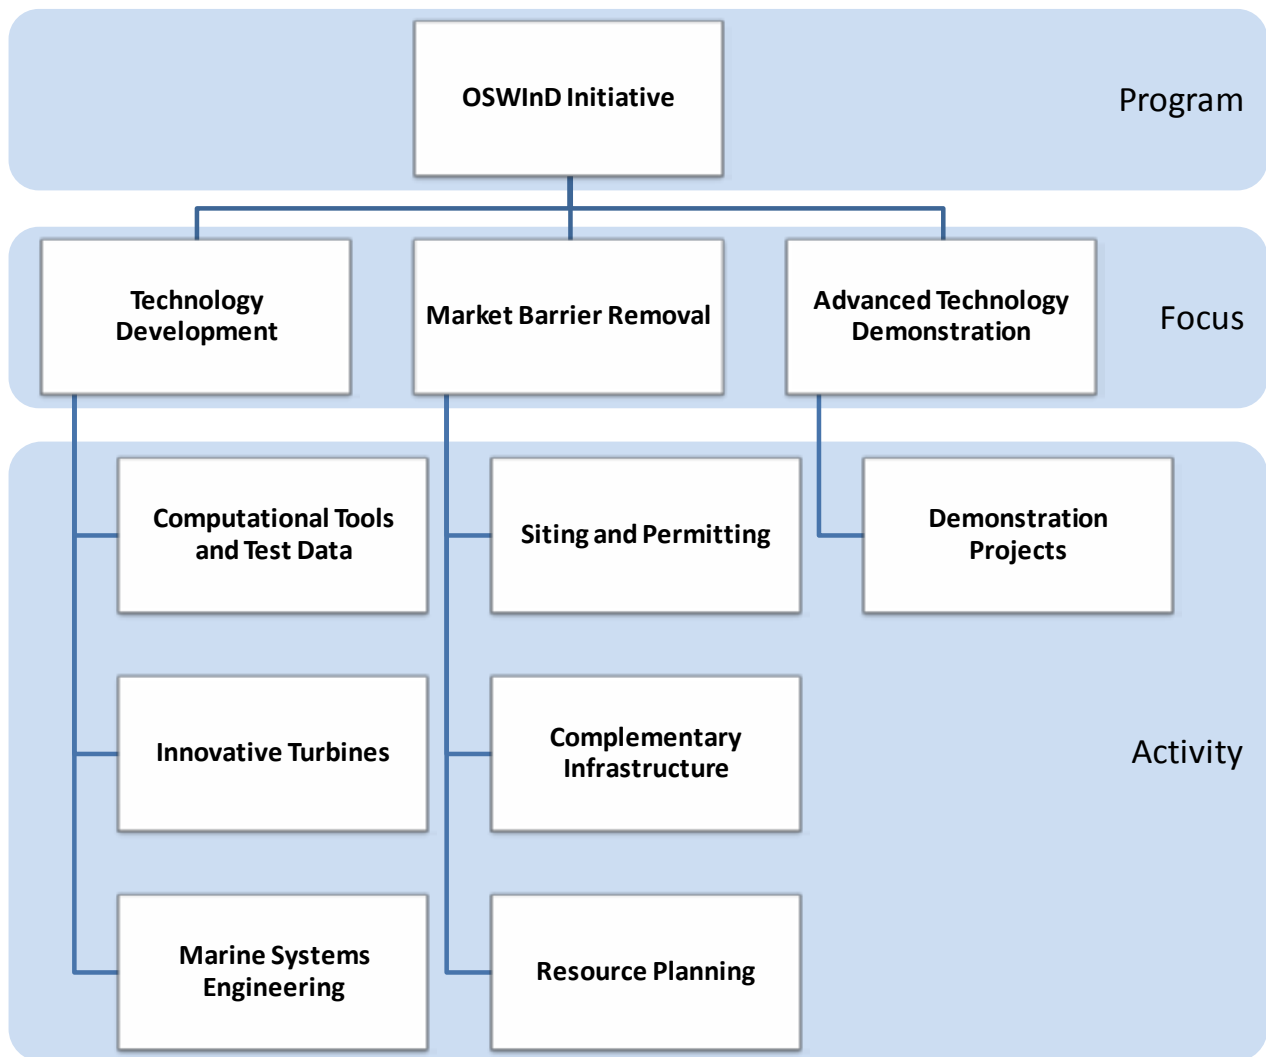 OSWInD Initiative
Program
Technology
Development
Market Barrier Removal
Advanced Technology
Demonstration
Focus
Computational Tools
and Test Data
Siting and Permitting
Demonstration
Projects
Innovative Turbines
Complementary
Infrastructure
Activity
Marine Systems
Engineering
Resource Planning